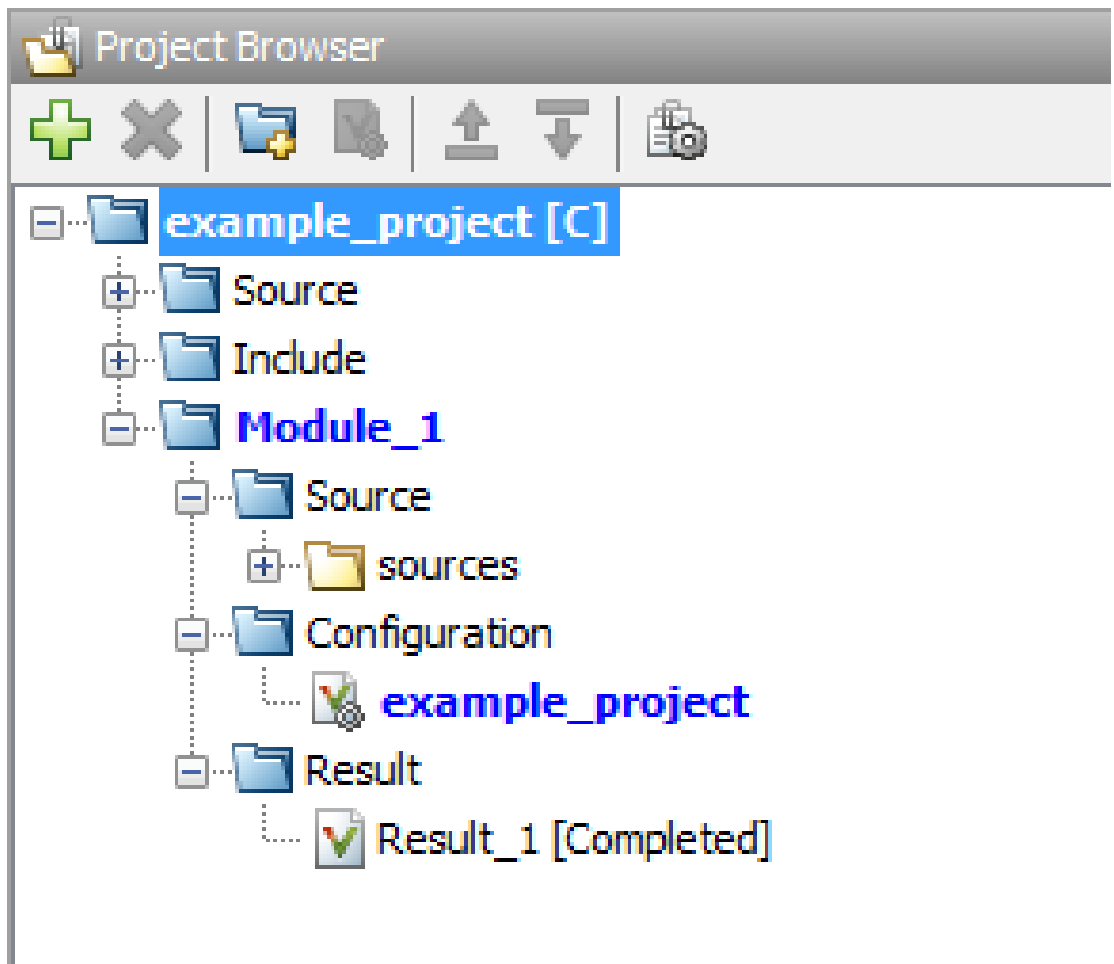 Project Browser
example_project [C]
Source
Include
Module_1
Source
sources
Configuration
example_project
Result
Result_1 [Completed]